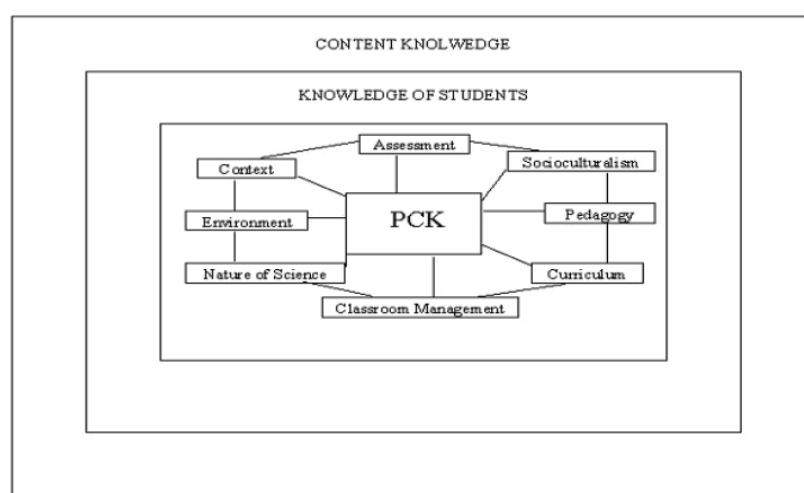 CONTENT KNOLWEDGE
KNOWLEDGE OF STUDENTS
Assessment
Context
Socioculturalism
Environment
PCK
Pedagogy
Nature of Science
Curriculum
Classroom Management